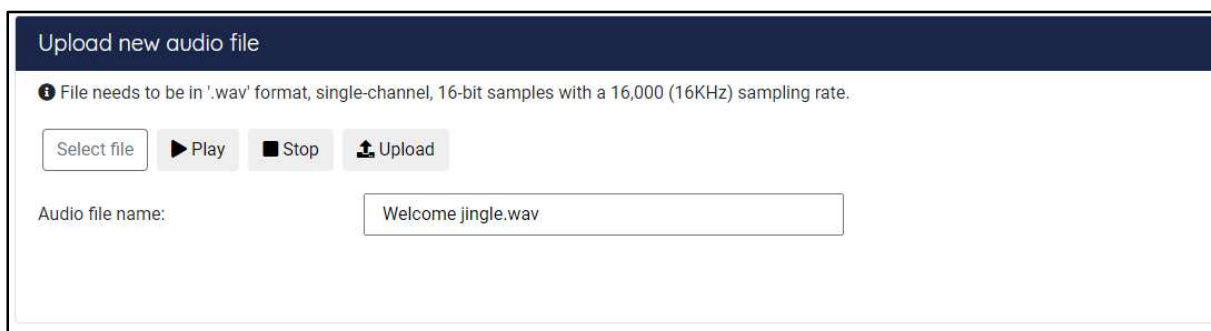 Upload new audio file
File needs to be in '.wav' format, single-channel, 16-bit samples with a 16,000 (16KHz) sampling rate.
Select file Play Stop Upload
Audio file name: Welcome jingle.wav